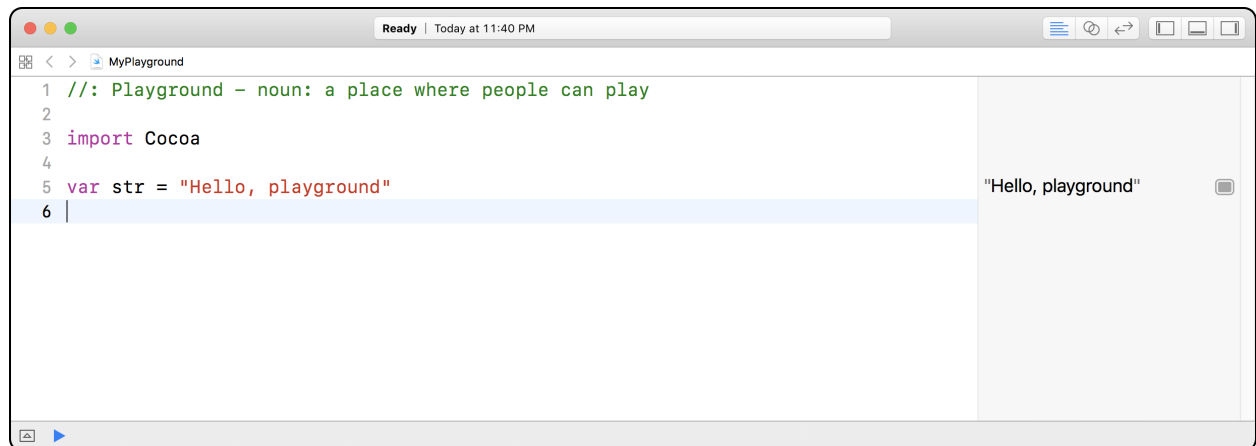 Ready | Today at 11:40 PM
MyPlayground
1 //: Playground – noun: a place where people can play
2
3 import Cocoa
4
5 var str = "Hello, playground"
"Hello, playground"
6